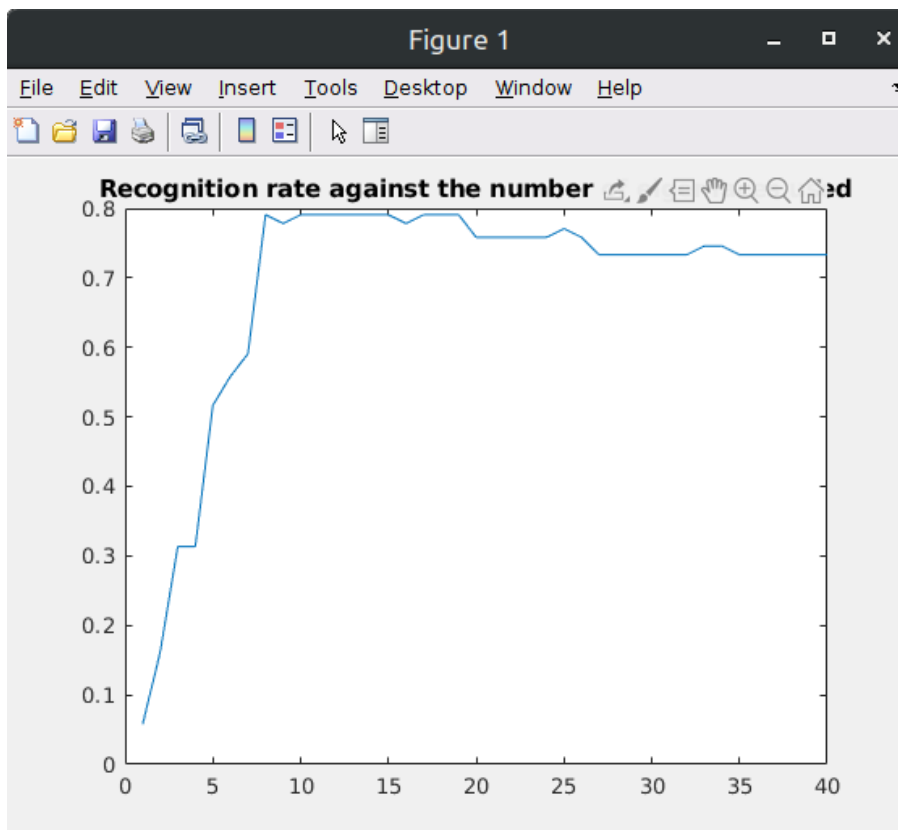 Figure 1
File Edit View Insert Tools Desktop Window Help
Recognition rate against the number ed
0.8
0.7
0.6
0.5
0.4
0.3
0.2
0.1
0
0 5 10 15 20 25 30 35 40